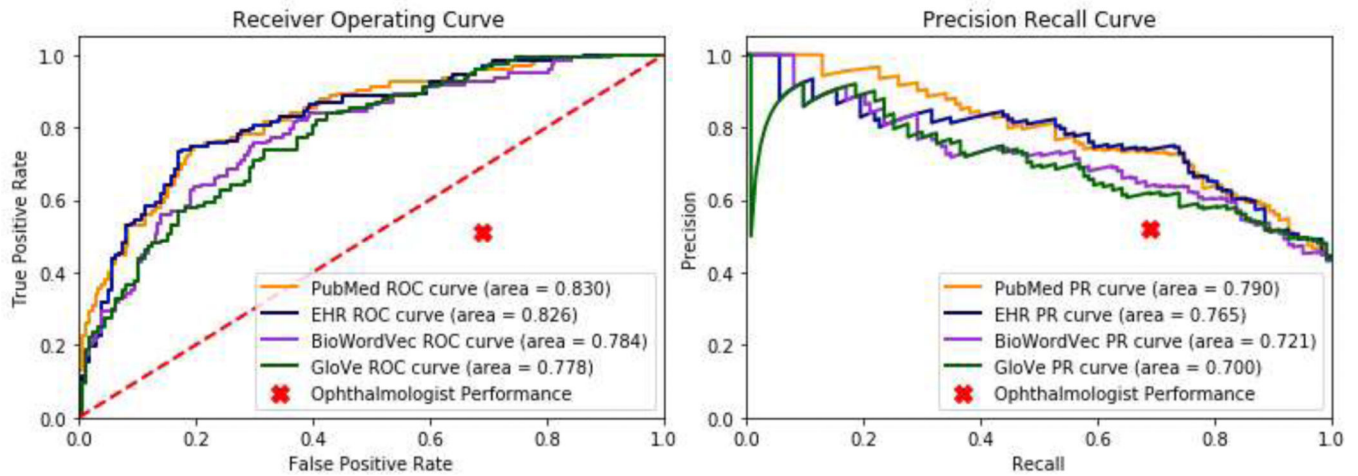 Receiver Operating Curve
True Positive Rate
1.0
0.8
0.6
0.4
0.2
0.0
PubMed ROC curve (area = 0.830)
EHR ROC curve (area = 0.826)
BioWordVec ROC curve (area = 0.784)
GloVe ROC curve (area = 0.778)
Ophthalmologist Performance
0.0 0.2 0.4 0.6 0.8 1.0
False Positive Rate
Precision Recall Curve
Precision
1.0
0.8
0.6
0.4
0.2
0.0
PubMed PR curve (area = 0.790)
EHR PR curve (area = 0.765)
BioWordVec PR curve (area = 0.721)
GloVe PR curve (area = 0.700)
Ophthalmologist Performance
0.0 0.2 0.4 0.6 0.8 1.0
Recall